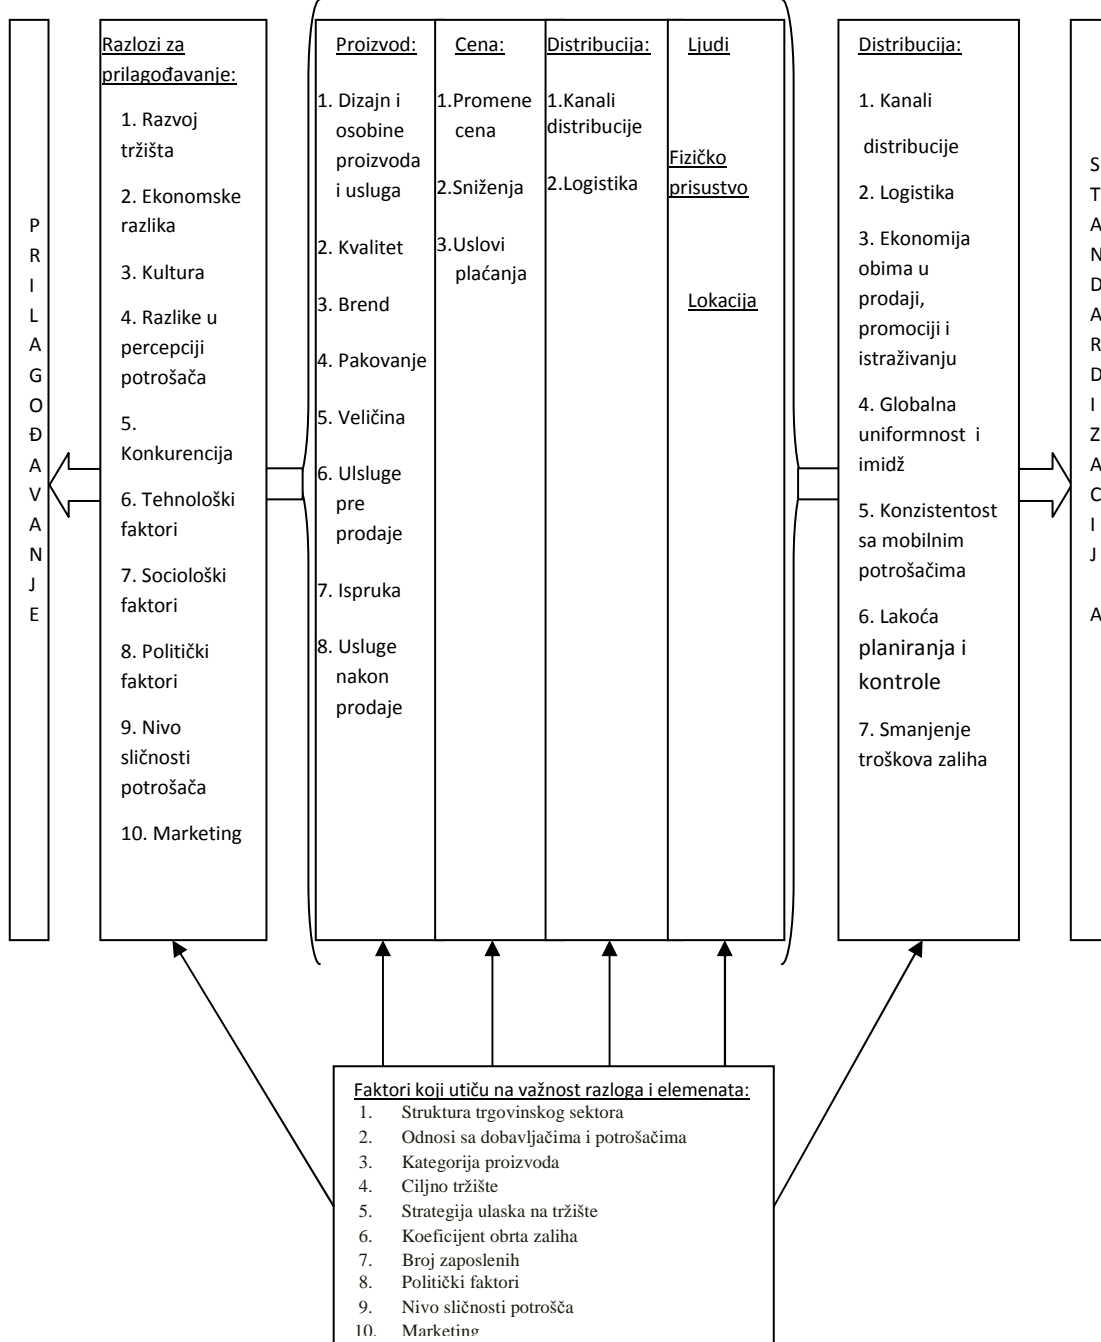 P
R
I
L
A
G
O
Đ
A
V
A
N
J
E
Razlozi za
prilagođavanje:
1. Razvoj
tržišta
2. Ekonomske
razlika
3. Kultura
4. Razlike u
percepciji
potrošača
5.
Konkurencija
6. Tehnološki
faktori
7. Sociološki
faktori
8. Politički
faktori
9. Nivo
sličnosti
potrošača
10. Marketing
Proizvod:
1. Dizajn i
osobine
proizvoda
i usluga
2. Kvalitet
3. Brend
4. Pakovanje
5. Veličina
6. Ulsluge
pre
prodaje
7. Ispruka
8. Usluge
nakon
prodaje
Cena:
1.Promene
cena
2.Sniženja
3.Uslovi
plaćanja
Distribucija:
1.Kanali
distribucije
2.Logistika
Ljudi
Fizičko
prisustvo
Lokacija
Distribucija:
1. Kanali
distribucije
2. Logistika
3. Ekonomija
obima u
prodaji,
promociji i
istraživanju
4. Globalna
uniformnost i
imidž
5. Konzistentost
sa mobilnim
potrošačima
6. Lakoća
planiranja i
kontrole
7. Smanjenje
troškova zaliha
S
T
A
N
D
A
R
D
I
Z
A
C
I
J
A
Faktori koji utiču na važnost razloga i elemenata:
1. Struktura trgovinskog sektora
2. Odnosi sa dobavljačima i potrošačima
3. Kategorija proizvoda
4. Ciljno tržište
5. Strategija ulaska na tržište
6. Koeficijent obrta zaliha
7. Broj zaposlenih
8. Politički faktori
9. Nivo sličnosti potrošča
10. Marketing